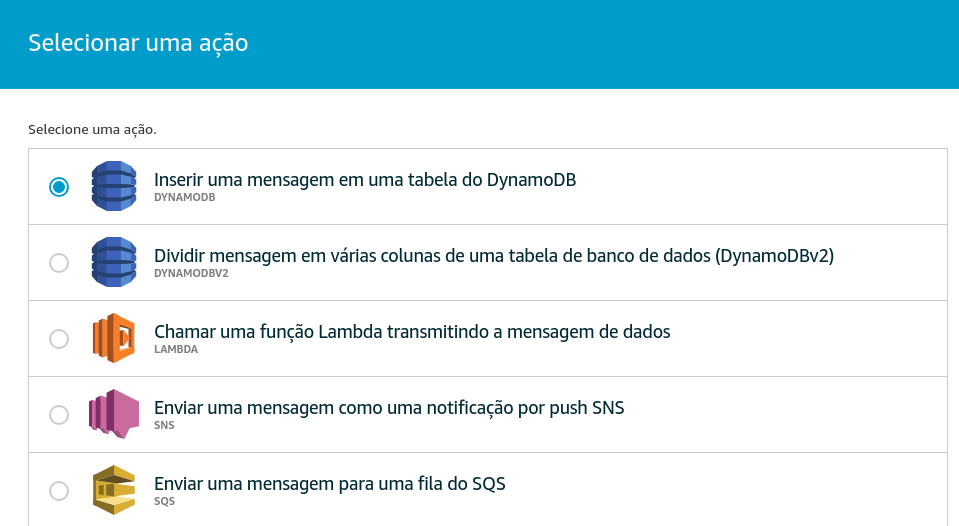 Selecionar uma ação
Selecione uma ação.
Inserir uma mensagem em uma tabela do DynamoDB
DYNAMODB
Dividir mensagem em várias colunas de uma tabela de banco de dados (DynamoDBv2)
DYNAMODBV2
Chamar uma função Lambda transmitindo a mensagem de dados
LAMBDA
Enviar uma mensagem como uma notificação por push SNS
SNS
Enviar uma mensagem para uma fila do SQS
SQS